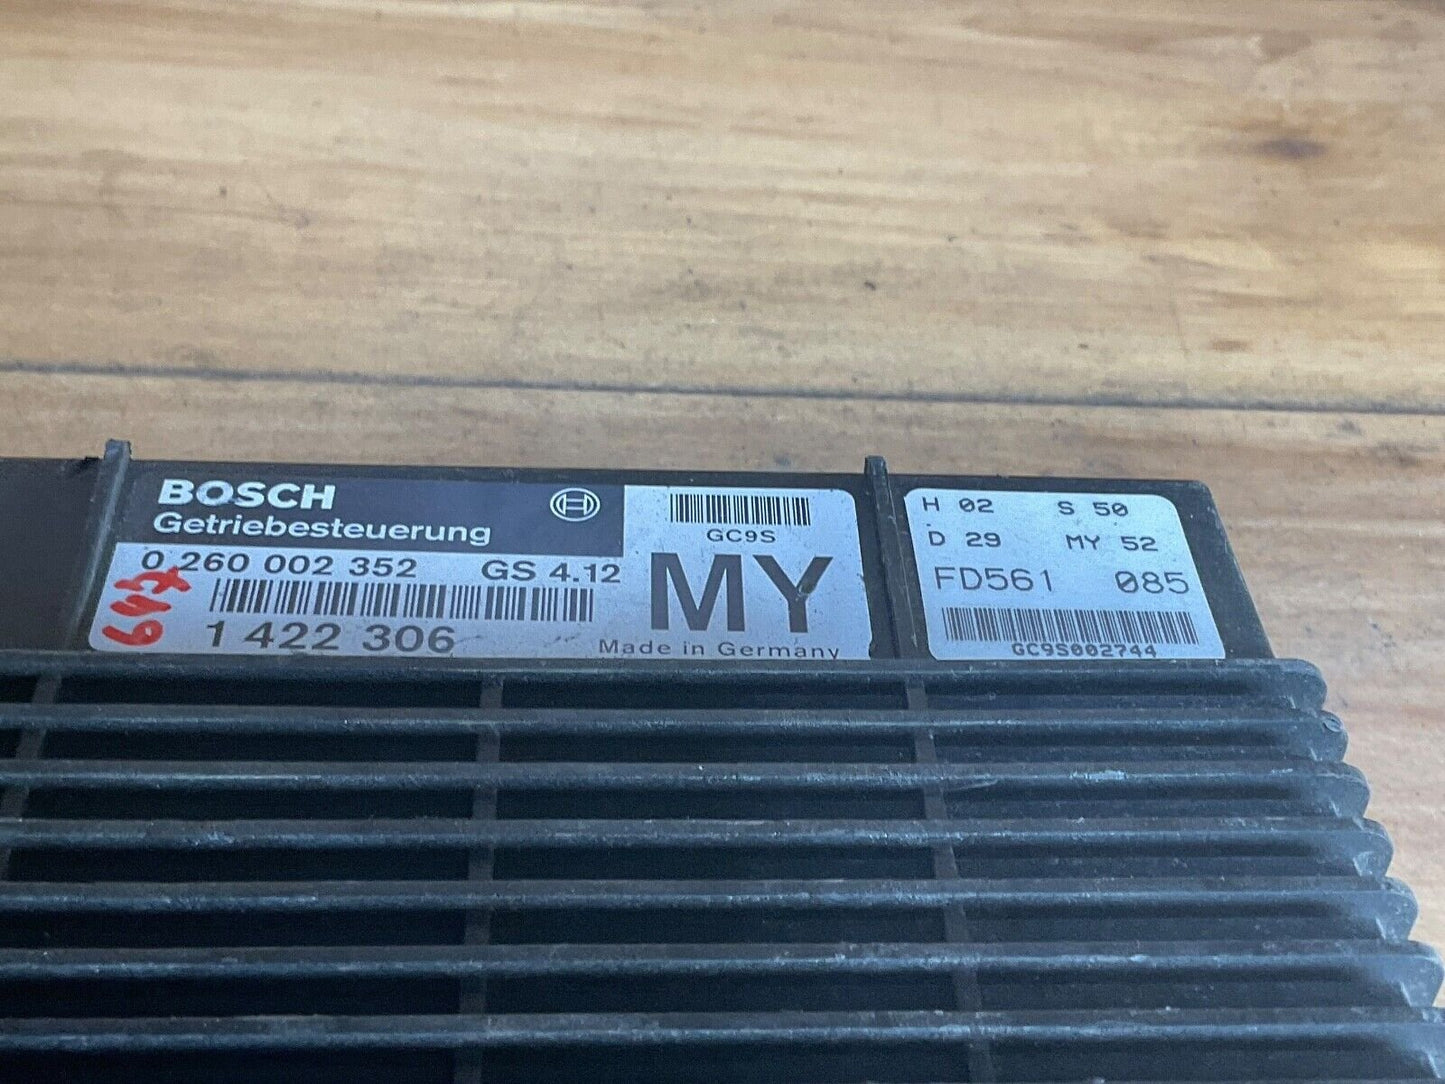 BOSCH
Getriebesteuerung
0 260 002 352 GS 4.12
1 422 306
GC9S
MY
Made in Germany
H 02 S 50
D 29 MY 52
FD561 085
GC9S002744